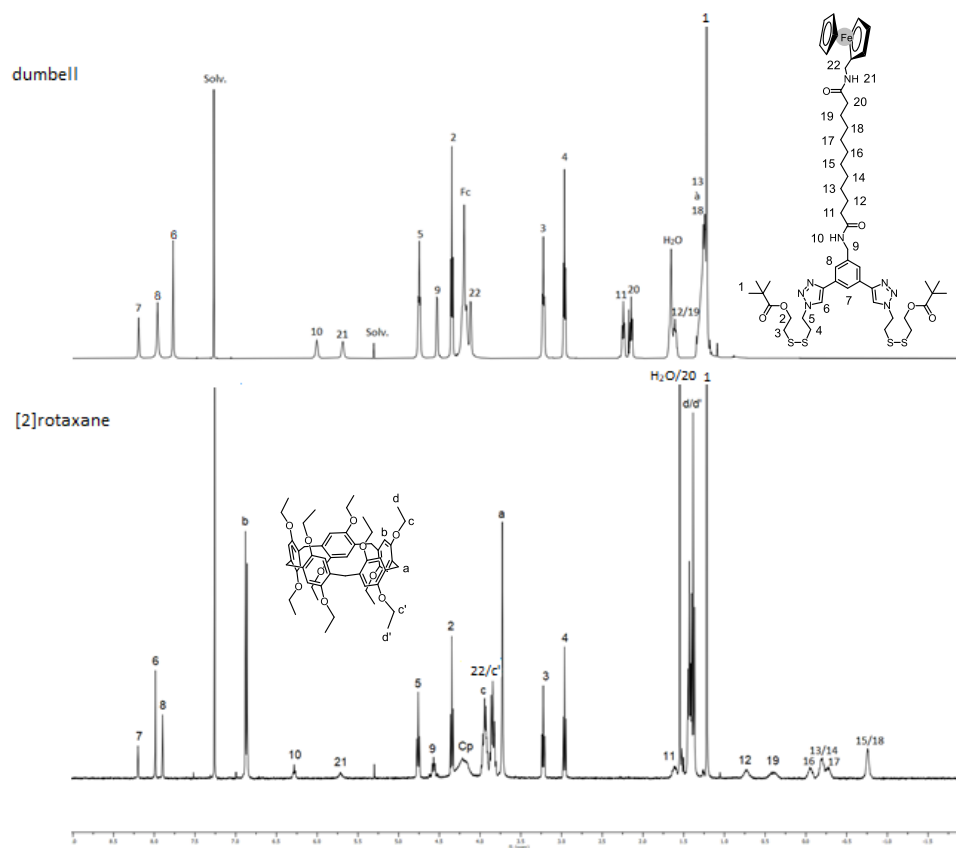 dumbell
Solv.
1
2
Fc
4
13
à
18
6
5
3
H₂O
7
8
9
22
11
20
12/19
10
21
Solv.
Fe
22
NH
21
O
20
19
18
17
16
15
14
13
12
11
O
10
NH
9
8
7
6
N=N
N
N
N=N
5
4
3
2
O
O
1
S-S
O
O
S-S
[2]rotaxane
H₂O/20
1
d/d'
b
a
d
c
b
a
c'
d'
O
O
O
O
O
O
O
O
O
O
6
8
7
2
22/c'
c
4
5
3
10
21
9
Cp
11
12
19
13/14
16
17
15/18